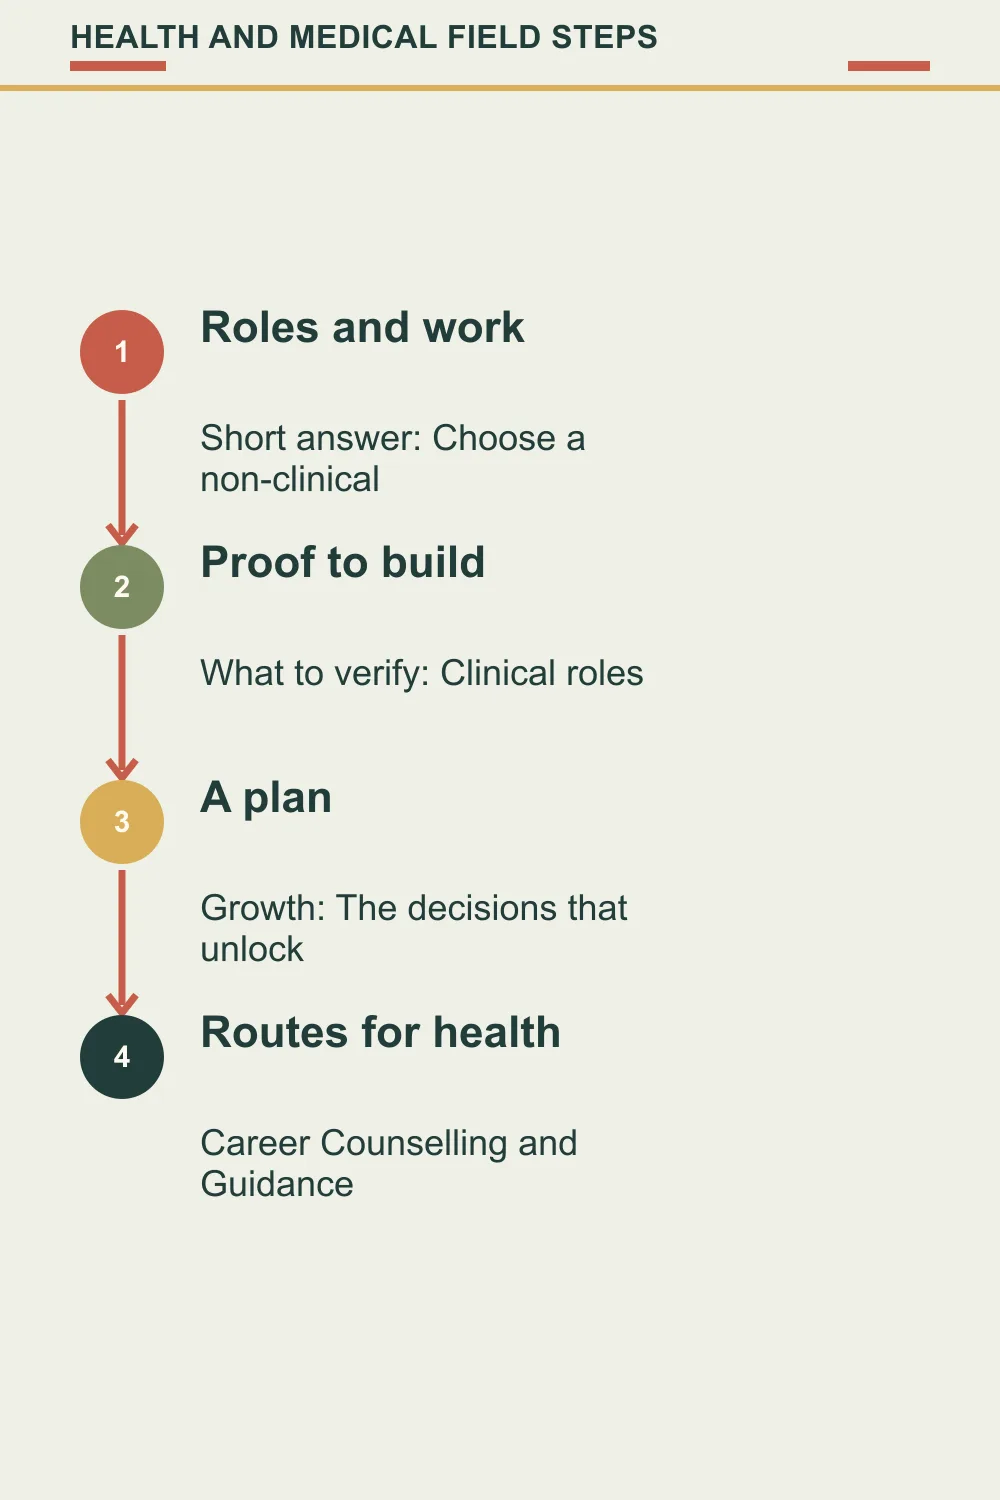 HEALTH AND MEDICAL FIELD STEPS
1
Roles and work
Short answer: Choose a
non-clinical
2
Proof to build
What to verify: Clinical roles
3
A plan
Growth: The decisions that
unlock
4
Routes for health
Career Counselling and
Guidance